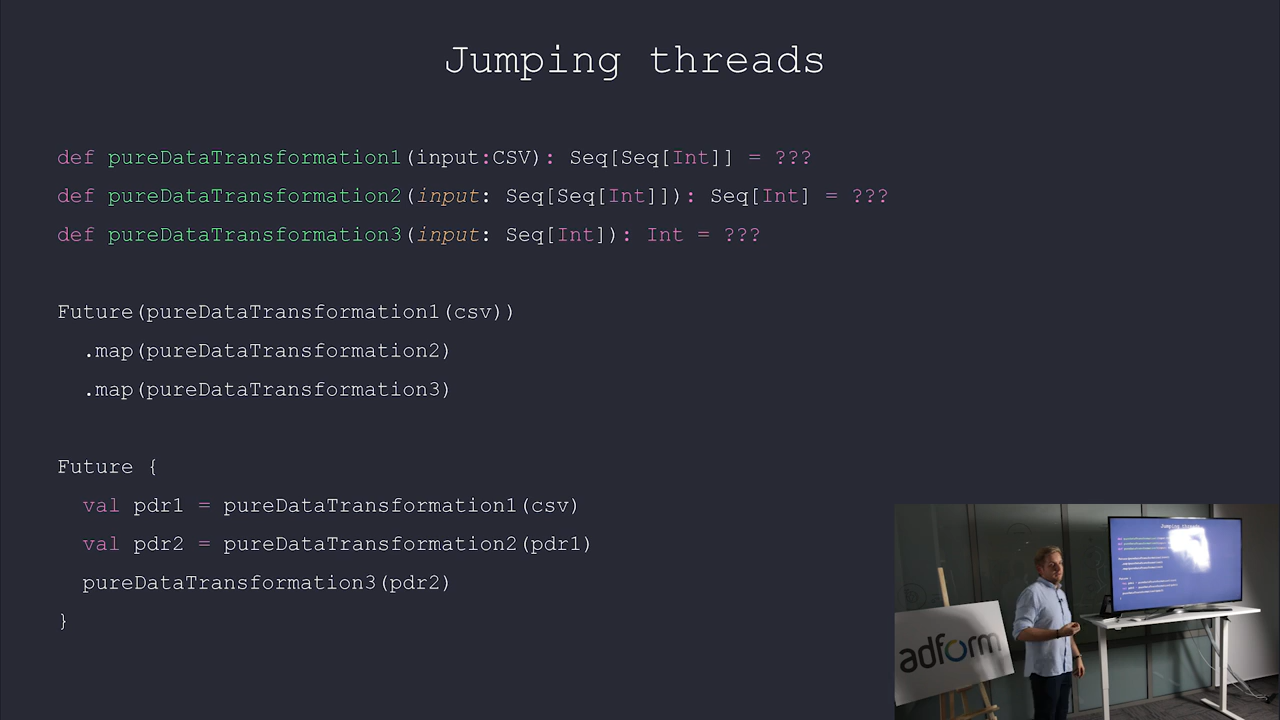 Jumping threads
def pureDataTransformation1(input:CSV): Seq[Seq[Int]] = ???
def pureDataTransformation2(input: Seq[Seq[Int]]): Seq[Int] = ???
def pureDataTransformation3(input: Seq[Int]): Int = ???
Future(pureDataTransformation1(csv))
.map(pureDataTransformation2)
.map(pureDataTransformation3)
Future {
val pdr1 = pureDataTransformation1(csv)
val pdr2 = pureDataTransformation2(pdr1)
pureDataTransformation3(pdr2)
}
Jumping threads
adform